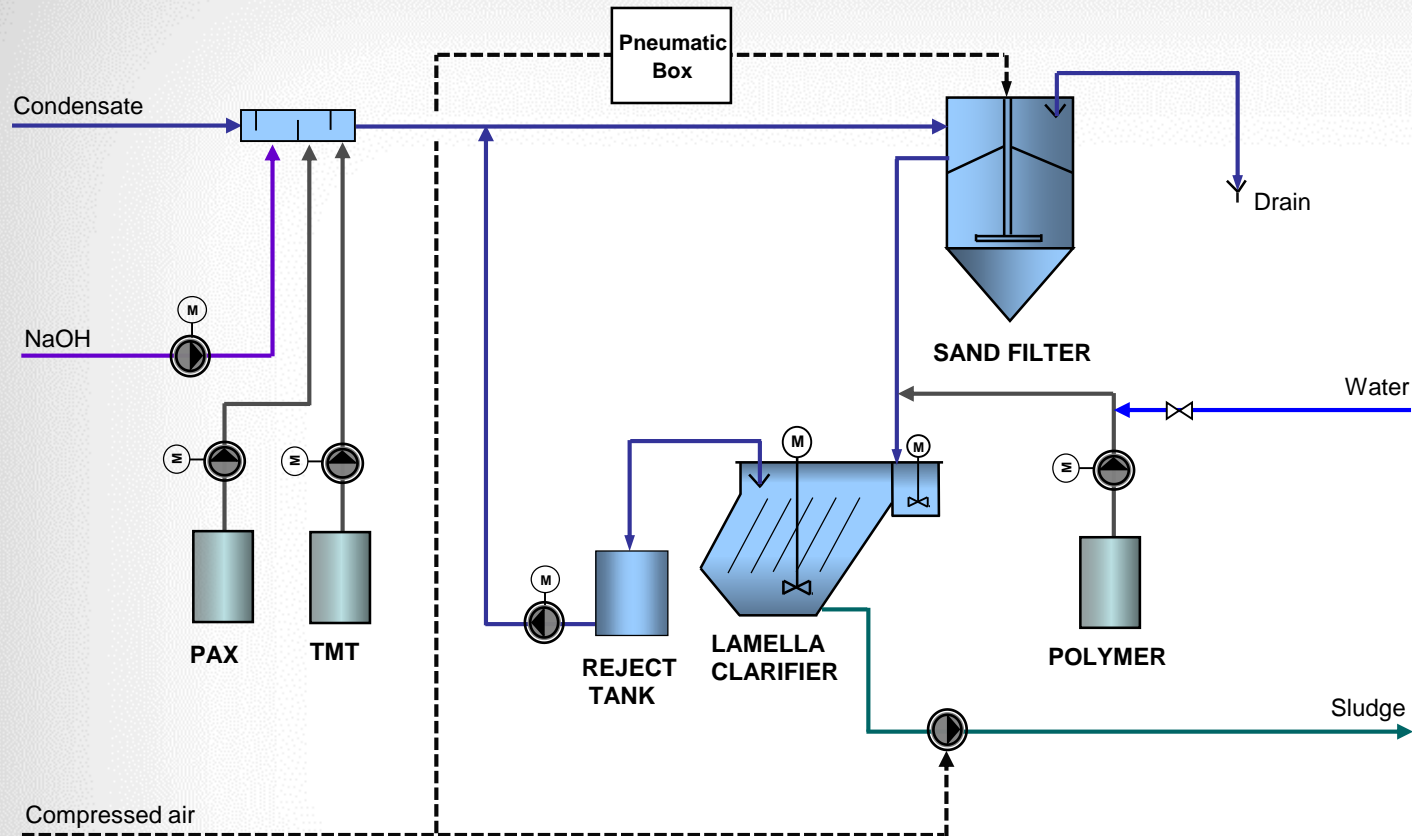 Pneumatic
Box
Condensate
Drain
M
NaOH
SAND FILTER
Water
M
M
M
M
M
M
M
PAX
TMT
REJECT
TANK
LAMELLA
CLARIFIER
POLYMER
Sludge
Compressed air